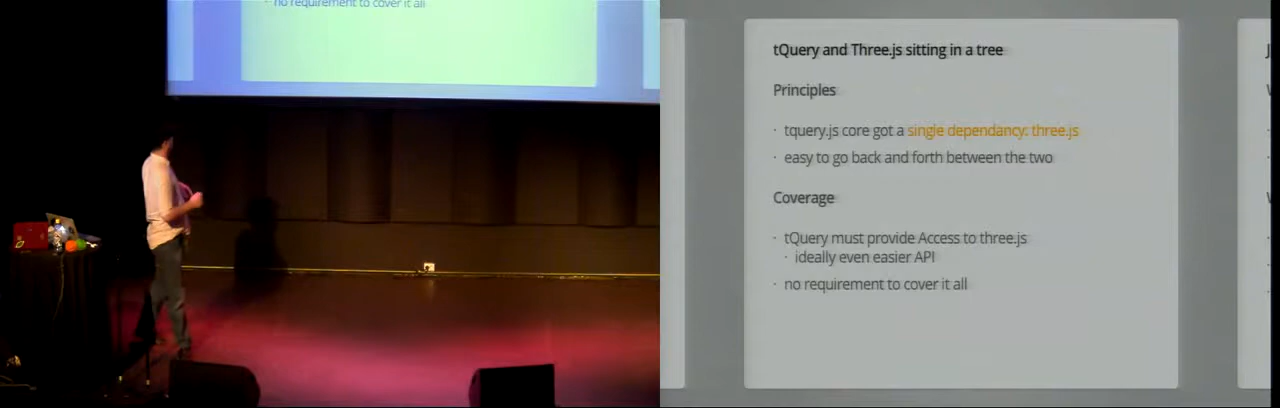 no requirement to cover it all
tQuery and Three.js sitting in a tree
Principles
· tquery.js core got a single dependancy: three.js
· easy to go back and forth between the two
Coverage
· tQuery must provide Access to three.js
· ideally even easier API
· no requirement to cover it all